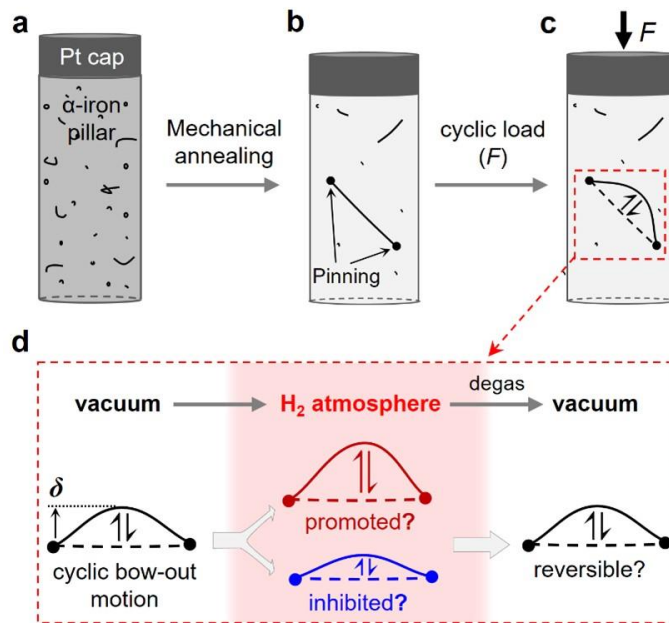 a
Pt cap
α-iron
pillar
Mechanical
annealing
b
Pinning
cyclic load
(F)
c
F
d
vacuum
H₂ atmosphere
degas
vacuum
δ
cyclic bow-out
motion
promoted?
inhibited?
reversible?